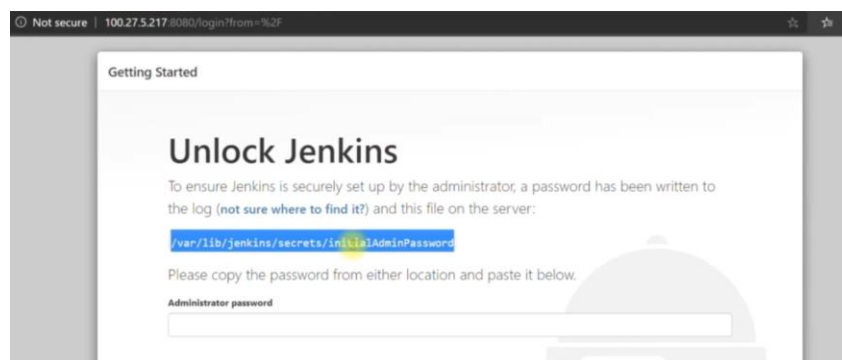 Not secure | 100.27.5.217:8080/login?from=%2F
Getting Started
Unlock Jenkins
To ensure Jenkins is securely set up by the administrator, a password has been written to
the log (not sure where to find it?) and this file on the server:
/var/lib/jenkins/secrets/initialAdminPassword
Please copy the password from either location and paste it below.
Administrator password